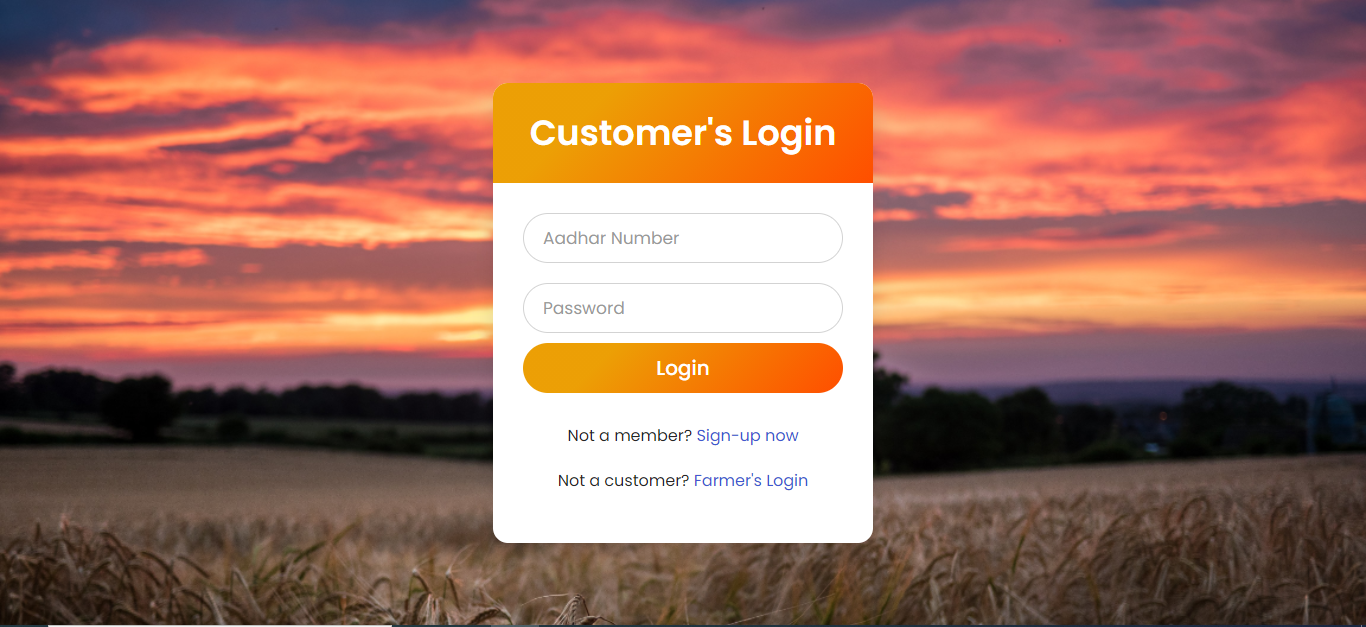 Customer's Login
Aadhar Number
Password
Login
Not a member? Sign-up now
Not a customer? Farmer's Login